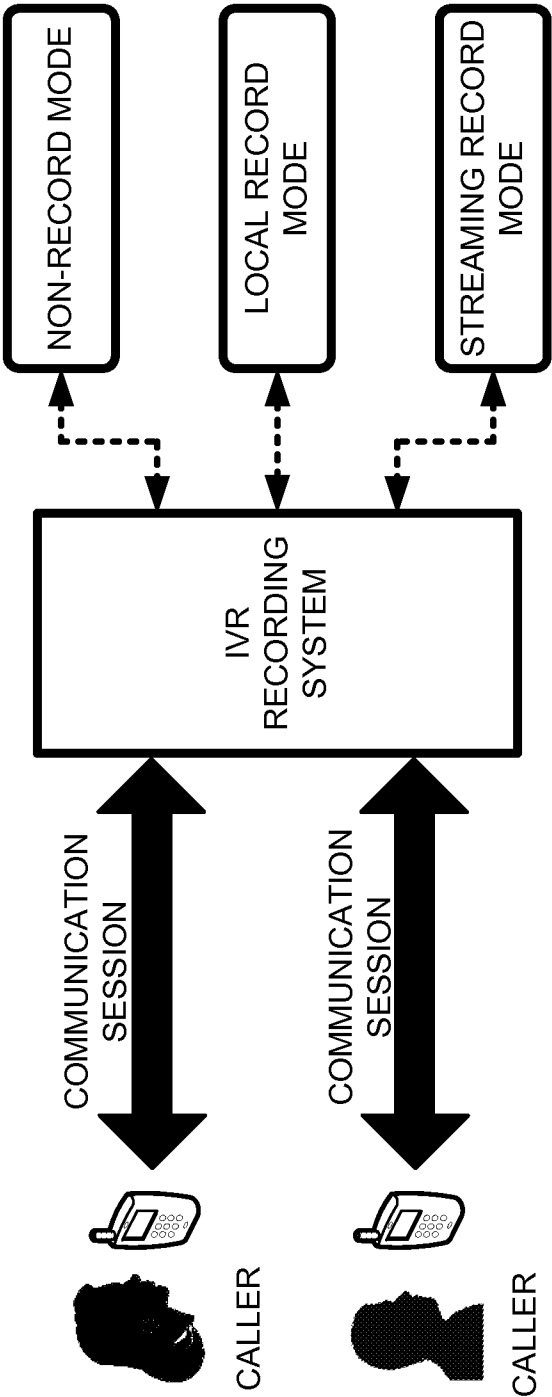 CALLER
COMMUNICATION
SESSION
IVR
RECORDING
SYSTEM
NON-RECORD MODE
LOCAL RECORD
MODE
STREAMING RECORD
MODE
CALLER
COMMUNICATION
SESSION